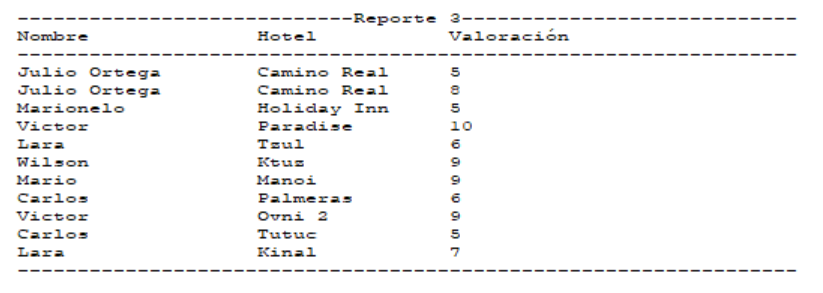 ----------------------------Reporte 3----------------------------
Nombre Hotel Valoración
-----------------------------------------------------------------
Julio Ortega Camino Real 5
Julio Ortega Camino Real 8
Marionelo Holiday Inn 5
Victor Paradise 10
Lara Tzul 6
Wilson Ktuz 9
Mario Manoi 9
Carlos Palmeras 6
Victor Ovni 2 9
Carlos Tutuc 5
Lara Kinal 7
-----------------------------------------------------------------